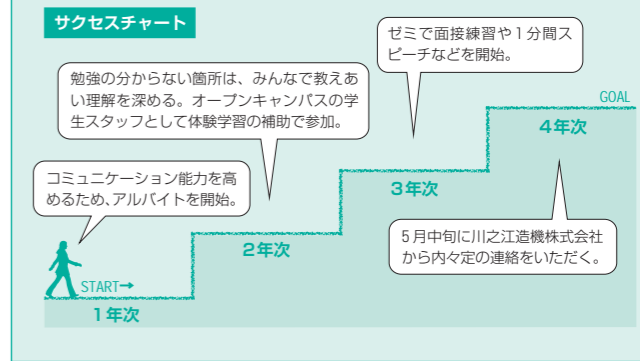 サクセスチャート
ゼミで面接練習や1分間ス
ピーチなどを開始。
勉強の分からない箇所は、みんなで教えあ
い理解を深める。オープンキャンパスの学
生スタッフとして体験学習の補助で参加。
GOAL
4年次
コミュニケーション能力を高
めるため、アルバイトを開始。
3年次
5月中旬に川之江造機株式会社
から内々定の連絡をいただく。
2年次
START→
1年次